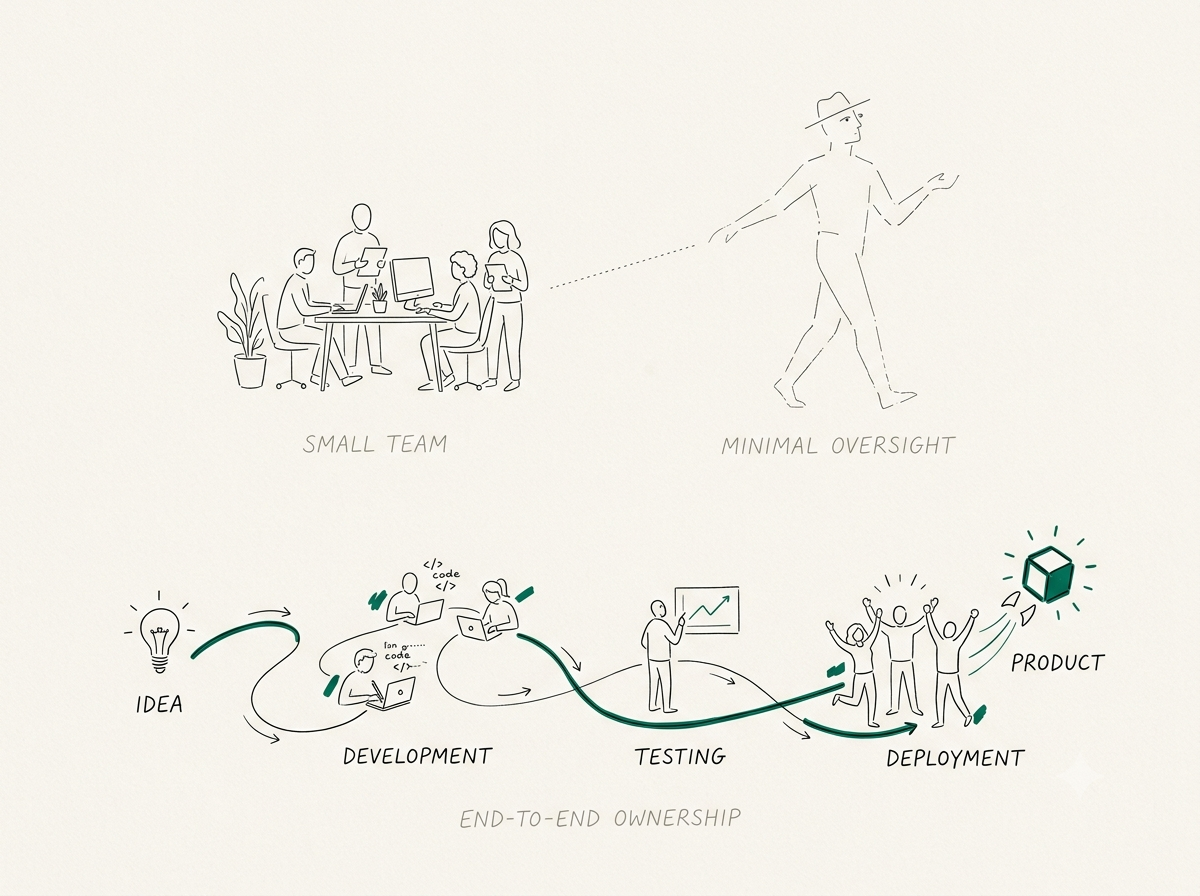 SMALL TEAM
MINIMAL OVERSIGHT
</>
code
</>
code
</>
IDEA
DEVELOPMENT
TESTING
DEPLOYMENT
PRODUCT
END-TO-END OWNERSHIP